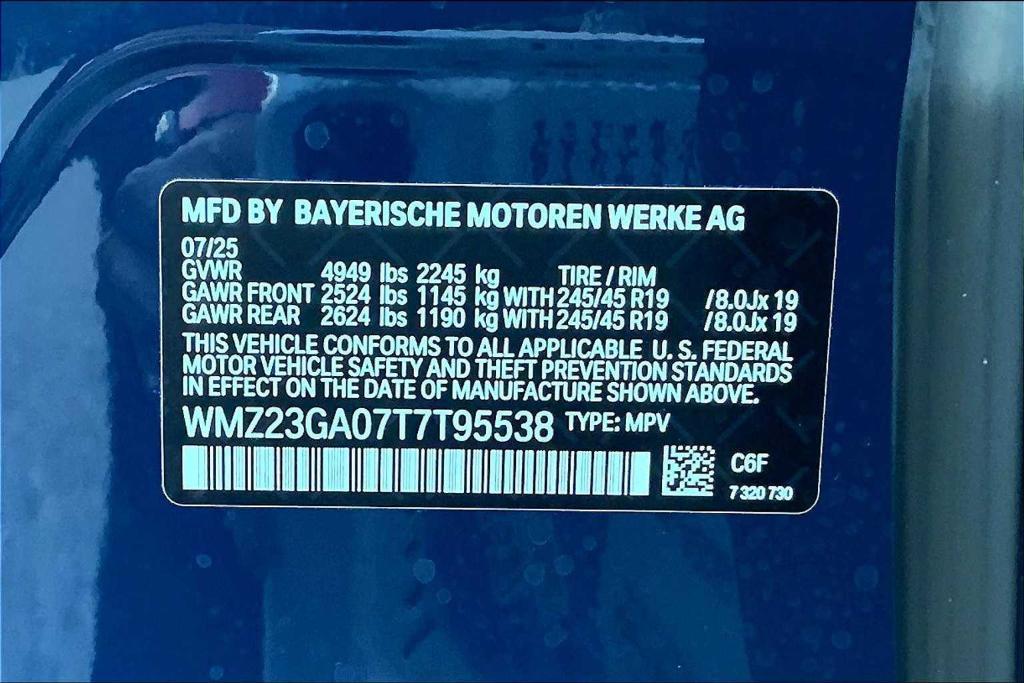 MFD BY BAYERISCHE MOTOREN WERKE AG
07/25
GVWR 4949 lbs 2245 kg TIRE / RIM
GAWR FRONT 2524 lbs 1145 kg WITH 245/45 R19 /8.0Jx 19
GAWR REAR 2624 lbs 1190 kg WITH 245/45 R19 /8.0Jx 19
THIS VEHICLE CONFORMS TO ALL APPLICABLE U. S. FEDERAL
MOTOR VEHICLE SAFETY AND THEFT PREVENTION STANDARDS
IN EFFECT ON THE DATE OF MANUFACTURE SHOWN ABOVE.
WMZ23GA07T7T95538 TYPE: MPV
C6F
7 320 730